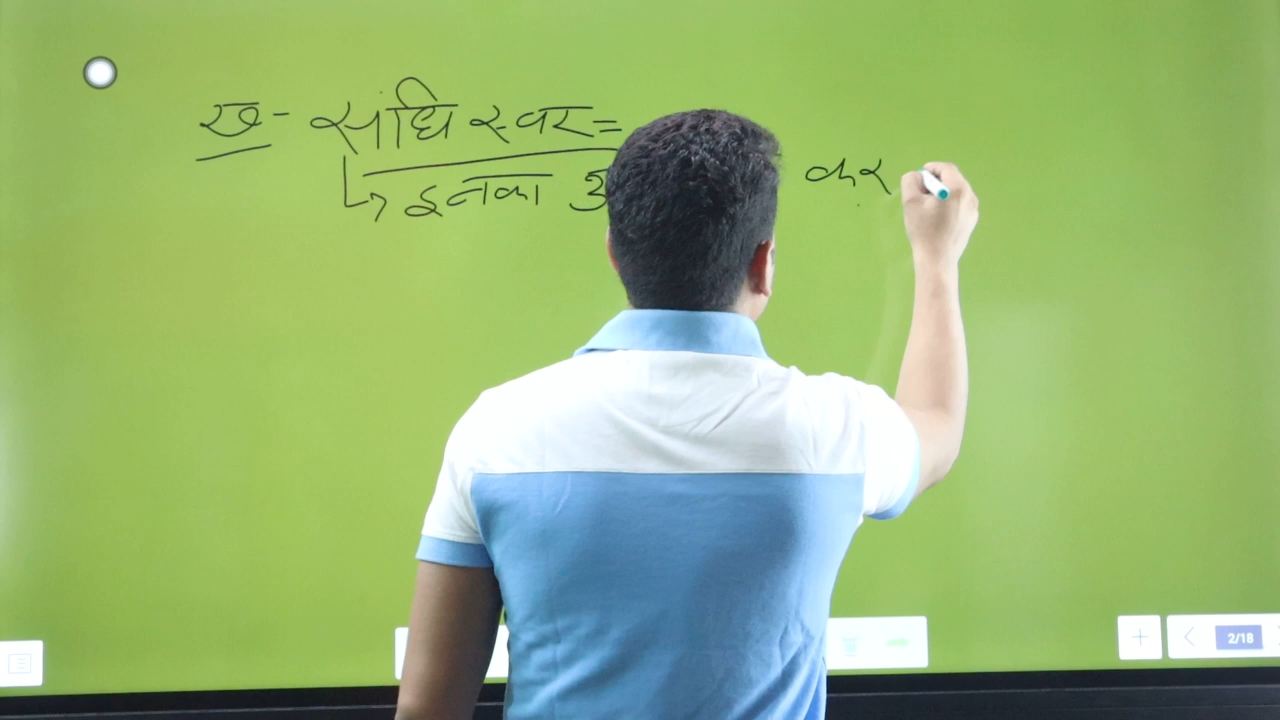 ख - संधि स्वर =
↳ इनका कर
2/18